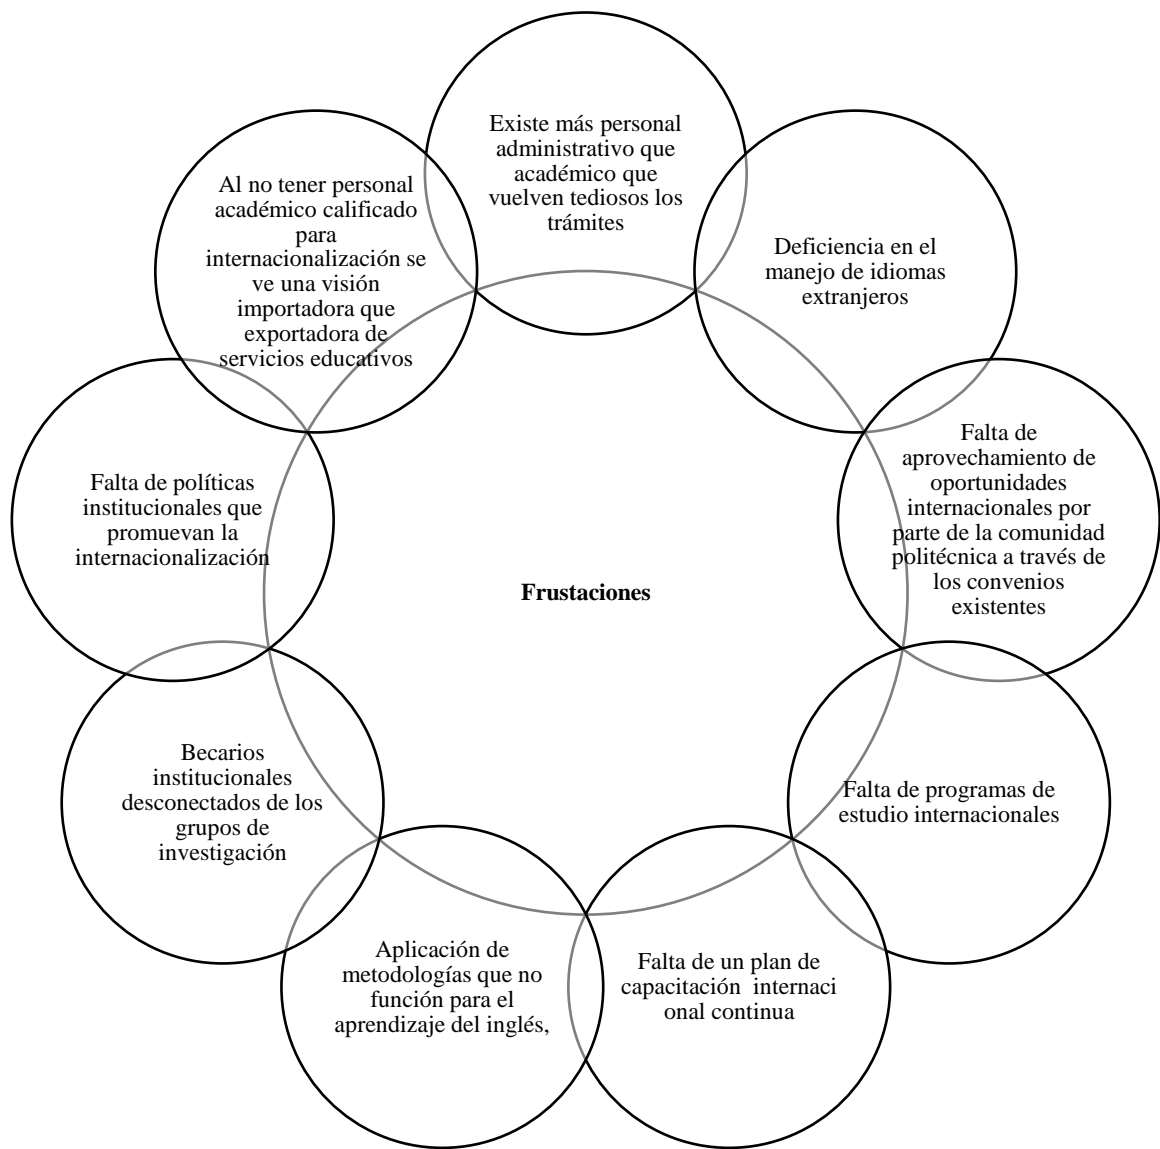 Existe más personal
administrativo que
académico que
vuelven tediosos los
trámites
Deficiencia en el
manejo de idiomas
extranjeros
Falta de
aprovechamiento de
oportunidades
internacionales por
parte de la comunidad
politécnica a través de
los convenios
existentes
Falta de programas de
estudio internacionales
Falta de un plan de
capacitación internaci
onal continua
Aplicación de
metodologías que no
función para el
aprendizaje del inglés,
Becarios
institucionales
desconectados de los
grupos de
investigación
Falta de políticas
institucionales que
promuevan la
internacionalización
Al no tener personal
académico calificado
para
internacionalización se
ve una visión
importadora que
exportadora de
servicios educativos
Frustaciones